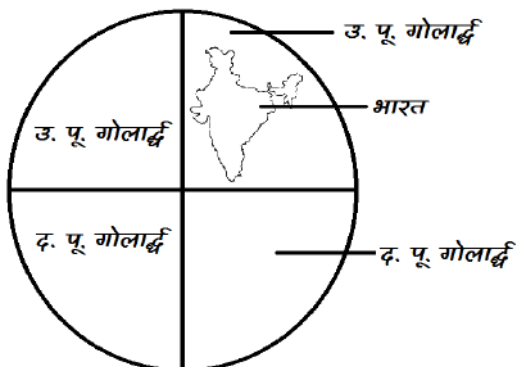 उ. पू. गोलार्द्ध
भारत
उ. पू. गोलार्द्ध
द. पू. गोलार्द्ध
द. पू. गोलार्द्ध